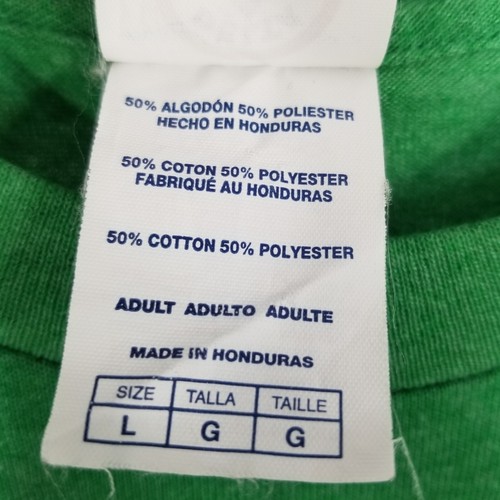 50% ALGODÓN 50% POLIESTER
HECHO EN HONDURAS
50% COTON 50% POLYESTER
FABRIQUÉ AU HONDURAS
50% COTTON 50% POLYESTER
ADULT ADULTO ADULTE
MADE IN HONDURAS
SIZE TALLA TAILLE
L G G